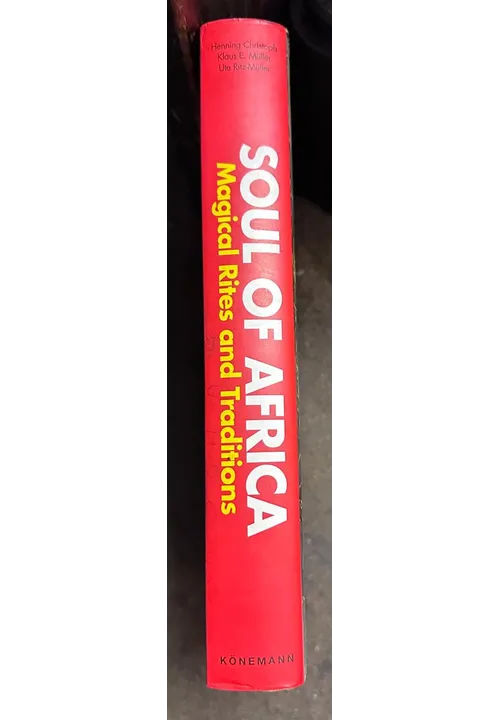 Henning Christoph
Klaus E. Müller
Ute Ritz-Müller
SOUL OF AFRICA
Magical Rites and Traditions
KÖNEMANN